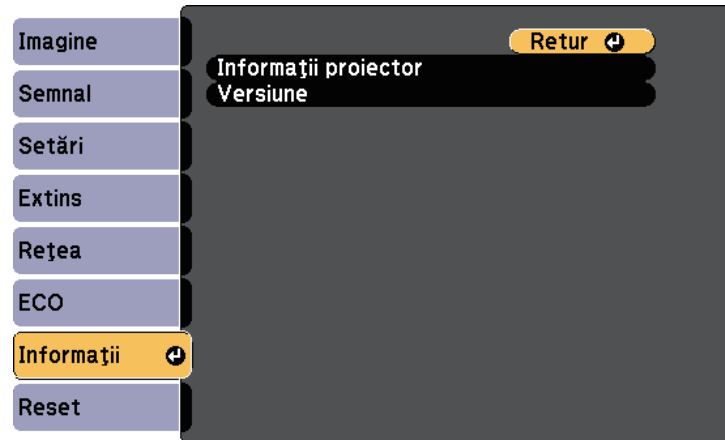 Imagine
Semnal
Setări
Extins
Reţea
ECO
Informaţii
Reset
Retur
Informaţii proiector
Versiune